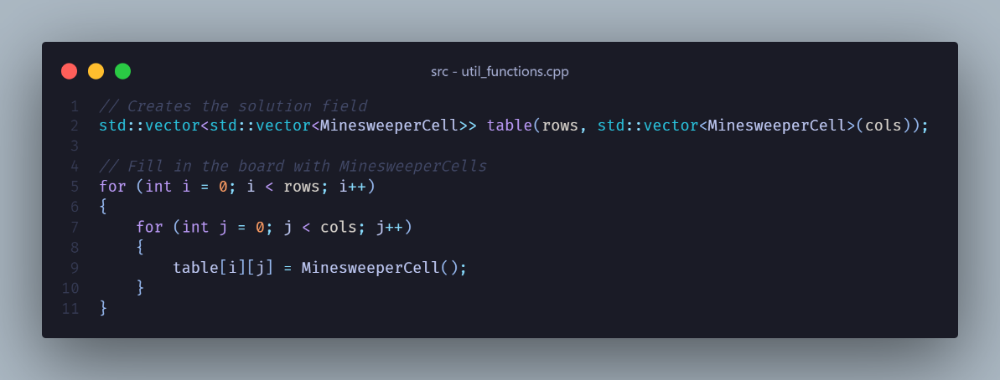 src - util_functions.cpp
1 // Creates the solution field
2 std::vector<std::vector<MinesweeperCell>> table(rows, std::vector<MinesweeperCell>(cols));
3
4 // Fill in the board with MinesweeperCells
5 for (int i = 0; i < rows; i++)
6 {
7     for (int j = 0; j < cols; j++)
8     {
9         table[i][j] = MinesweeperCell();
10     }
11 }